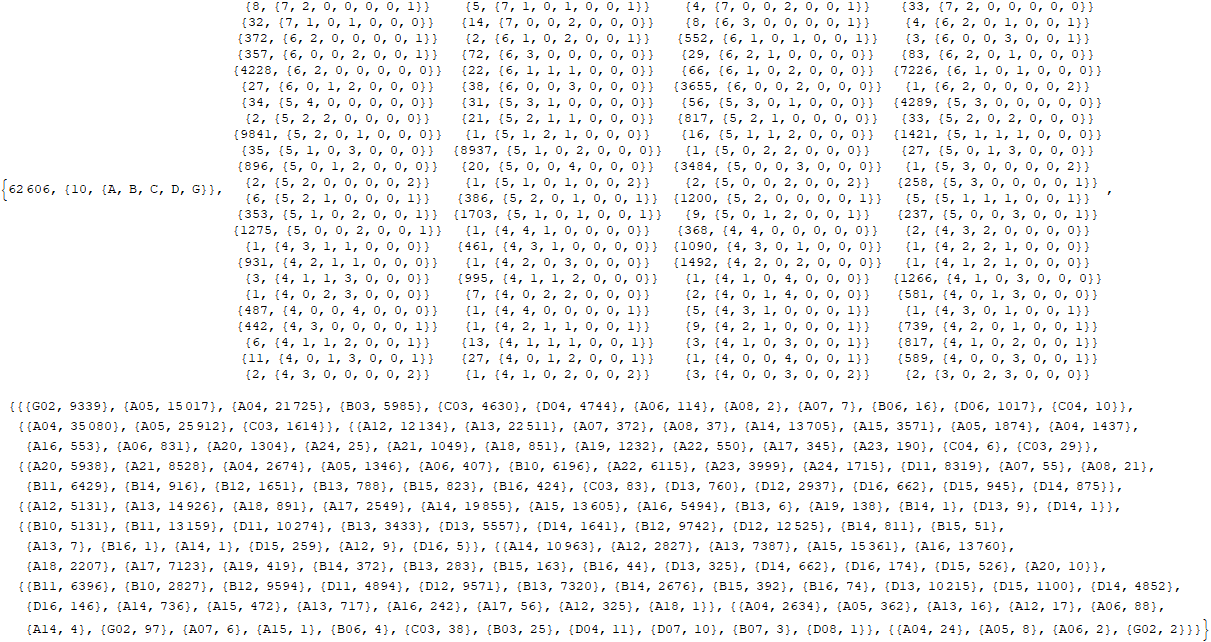 {8, {7, 2, 0, 0, 0, 0, 1}} {5, {7, 1, 0, 1, 0, 0, 1}} {4, {7, 0, 0, 2, 0, 0, 1}} {33, {7, 2, 0, 0, 0, 0, 0}}
{32, {7, 1, 0, 1, 0, 0, 0}} {14, {7, 0, 0, 2, 0, 0, 0}} {8, {6, 3, 0, 0, 0, 0, 1}} {4, {6, 2, 0, 1, 0, 0, 1}}
{372, {6, 2, 0, 0, 0, 0, 1}} {2, {6, 1, 0, 2, 0, 0, 1}} {552, {6, 1, 0, 1, 0, 0, 1}} {3, {6, 0, 0, 3, 0, 0, 1}}
{357, {6, 0, 0, 2, 0, 0, 1}} {72, {6, 3, 0, 0, 0, 0, 0}} {29, {6, 2, 1, 0, 0, 0, 0}} {83, {6, 2, 0, 1, 0, 0, 0}}
{4228, {6, 2, 0, 0, 0, 0, 0}} {22, {6, 1, 1, 1, 0, 0, 0}} {66, {6, 1, 0, 2, 0, 0, 0}} {7226, {6, 1, 0, 1, 0, 0, 0}}
{27, {6, 0, 1, 2, 0, 0, 0}} {38, {6, 0, 0, 3, 0, 0, 0}} {3655, {6, 0, 0, 2, 0, 0, 0}} {1, {6, 2, 0, 0, 0, 0, 2}}
{34, {5, 4, 0, 0, 0, 0, 0}} {31, {5, 3, 1, 0, 0, 0, 0}} {56, {5, 3, 0, 1, 0, 0, 0}} {4289, {5, 3, 0, 0, 0, 0, 0}}
{2, {5, 2, 2, 0, 0, 0, 0}} {21, {5, 2, 1, 1, 0, 0, 0}} {817, {5, 2, 1, 0, 0, 0, 0}} {33, {5, 2, 0, 2, 0, 0, 0}}
{9841, {5, 2, 0, 1, 0, 0, 0}} {1, {5, 1, 2, 1, 0, 0, 0}} {16, {5, 1, 1, 2, 0, 0, 0}} {1421, {5, 1, 1, 1, 0, 0, 0}}
{35, {5, 1, 0, 3, 0, 0, 0}} {8937, {5, 1, 0, 2, 0, 0, 0}} {1, {5, 0, 2, 2, 0, 0, 0}} {27, {5, 0, 1, 3, 0, 0, 0}}
{896, {5, 0, 1, 2, 0, 0, 0}} {20, {5, 0, 0, 4, 0, 0, 0}} {3484, {5, 0, 0, 3, 0, 0, 0}} {1, {5, 3, 0, 0, 0, 0, 2}}
{62 606, {10, {A, B, C, D, G}}, {2, {5, 2, 0, 0, 0, 0, 2}} {1, {5, 1, 0, 1, 0, 0, 2}} {2, {5, 0, 0, 2, 0, 0, 2}} {258, {5, 3, 0, 0, 0, 0, 1}} ,
{6, {5, 2, 1, 0, 0, 0, 1}} {386, {5, 2, 0, 1, 0, 0, 1}} {1200, {5, 2, 0, 0, 0, 0, 1}} {5, {5, 1, 1, 1, 0, 0, 1}}
{353, {5, 1, 0, 2, 0, 0, 1}} {1703, {5, 1, 0, 1, 0, 0, 1}} {9, {5, 0, 1, 2, 0, 0, 1}} {237, {5, 0, 0, 3, 0, 0, 1}}
{1275, {5, 0, 0, 2, 0, 0, 1}} {1, {4, 4, 1, 0, 0, 0, 0}} {368, {4, 4, 0, 0, 0, 0, 0}} {2, {4, 3, 2, 0, 0, 0, 0}}
{1, {4, 3, 1, 1, 0, 0, 0}} {461, {4, 3, 1, 0, 0, 0, 0}} {1090, {4, 3, 0, 1, 0, 0, 0}} {1, {4, 2, 2, 1, 0, 0, 0}}
{931, {4, 2, 1, 1, 0, 0, 0}} {1, {4, 2, 0, 3, 0, 0, 0}} {1492, {4, 2, 0, 2, 0, 0, 0}} {1, {4, 1, 2, 1, 0, 0, 0}}
{3, {4, 1, 1, 3, 0, 0, 0}} {995, {4, 1, 1, 2, 0, 0, 0}} {1, {4, 1, 0, 4, 0, 0, 0}} {1266, {4, 1, 0, 3, 0, 0, 0}}
{1, {4, 0, 2, 3, 0, 0, 0}} {7, {4, 0, 2, 2, 0, 0, 0}} {2, {4, 0, 1, 4, 0, 0, 0}} {581, {4, 0, 1, 3, 0, 0, 0}}
{487, {4, 0, 0, 4, 0, 0, 0}} {1, {4, 4, 0, 0, 0, 0, 1}} {5, {4, 3, 1, 0, 0, 0, 1}} {1, {4, 3, 0, 1, 0, 0, 1}}
{442, {4, 3, 0, 0, 0, 0, 1}} {1, {4, 2, 1, 1, 0, 0, 1}} {9, {4, 2, 1, 0, 0, 0, 1}} {739, {4, 2, 0, 1, 0, 0, 1}}
{6, {4, 1, 1, 2, 0, 0, 1}} {13, {4, 1, 1, 1, 0, 0, 1}} {3, {4, 1, 0, 3, 0, 0, 1}} {817, {4, 1, 0, 2, 0, 0, 1}}
{11, {4, 0, 1, 3, 0, 0, 1}} {27, {4, 0, 1, 2, 0, 0, 1}} {1, {4, 0, 0, 4, 0, 0, 1}} {589, {4, 0, 0, 3, 0, 0, 1}}
{2, {4, 3, 0, 0, 0, 0, 2}} {1, {4, 1, 0, 2, 0, 0, 2}} {3, {4, 0, 0, 3, 0, 0, 2}} {2, {3, 0, 2, 3, 0, 0, 0}}
{{{G02, 9339}, {A05, 15 017}, {A04, 21 725}, {B03, 5985}, {C03, 4630}, {D04, 4744}, {A06, 114}, {A08, 2}, {A07, 7}, {B06, 16}, {D06, 1017}, {C04, 10}},
{{A04, 35 080}, {A05, 25 912}, {C03, 1614}}, {{A12, 12 134}, {A13, 22 511}, {A07, 372}, {A08, 37}, {A14, 13 705}, {A15, 3571}, {A05, 1874}, {A04, 1437},
{A16, 553}, {A06, 831}, {A20, 1304}, {A24, 25}, {A21, 1049}, {A18, 851}, {A19, 1232}, {A22, 550}, {A17, 345}, {A23, 190}, {C04, 6}, {C03, 29}},
{{A20, 5938}, {A21, 8528}, {A04, 2674}, {A05, 1346}, {A06, 407}, {B10, 6196}, {A22, 6115}, {A23, 3999}, {A24, 1715}, {D11, 8319}, {A07, 55}, {A08, 21},
{B11, 6429}, {B14, 916}, {B12, 1651}, {B13, 788}, {B15, 823}, {B16, 424}, {C03, 83}, {D13, 760}, {D12, 2937}, {D16, 662}, {D15, 945}, {D14, 875}},
{{A12, 5131}, {A13, 14 926}, {A18, 891}, {A17, 2549}, {A14, 19 855}, {A15, 13 605}, {A16, 5494}, {B13, 6}, {A19, 138}, {B14, 1}, {D13, 9}, {D14, 1}},
{{B10, 5131}, {B11, 13 159}, {D11, 10 274}, {B13, 3433}, {D13, 5557}, {D14, 1641}, {B12, 9742}, {D12, 12 525}, {B14, 811}, {B15, 51},
{A13, 7}, {B16, 1}, {A14, 1}, {D15, 259}, {A12, 9}, {D16, 5}}, {{A14, 10 963}, {A12, 2827}, {A13, 7387}, {A15, 15 361}, {A16, 13 760},
{A18, 2207}, {A17, 7123}, {A19, 419}, {B14, 372}, {B13, 283}, {B15, 163}, {B16, 44}, {D13, 325}, {D14, 662}, {D16, 174}, {D15, 526}, {A20, 10}},
{{B11, 6396}, {B10, 2827}, {B12, 9594}, {D11, 4894}, {D12, 9571}, {B13, 7320}, {B14, 2676}, {B15, 392}, {B16, 74}, {D13, 10 215}, {D15, 1100}, {D14, 4852},
{D16, 146}, {A14, 736}, {A15, 472}, {A13, 717}, {A16, 242}, {A17, 56}, {A12, 325}, {A18, 1}}, {{A04, 2634}, {A05, 362}, {A13, 16}, {A12, 17}, {A06, 88},
{A14, 4}, {G02, 97}, {A07, 6}, {A15, 1}, {B06, 4}, {C03, 38}, {B03, 25}, {D04, 11}, {D07, 10}, {B07, 3}, {D08, 1}}, {{A04, 24}, {A05, 8}, {A06, 2}, {G02, 2}}}}